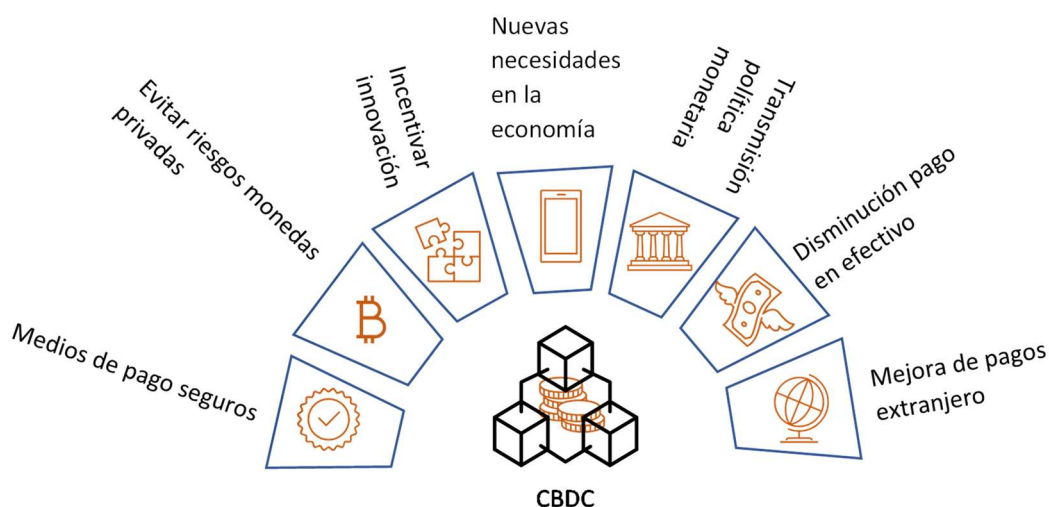 Medios de pago seguros
Evitar riesgos monedas
privadas
Incentivar
innovación
Nuevas
necesidades
en la
economía
Transmisión
política
monetaria
Disminución pago
en efectivo
Mejora de pagos
extranjero
CBDC